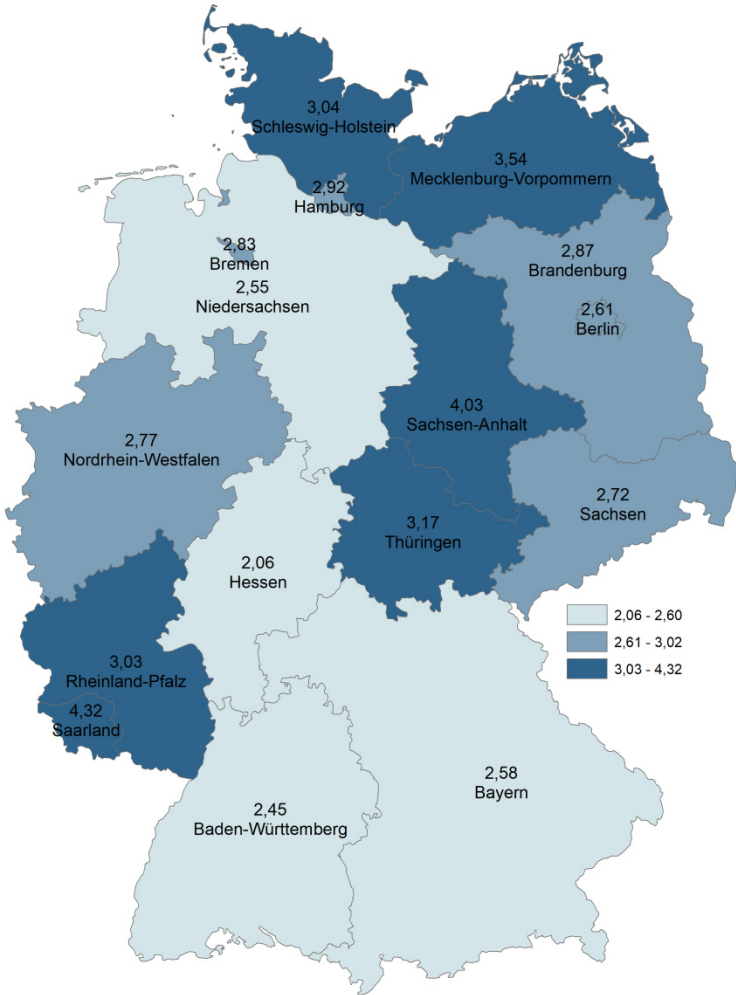 3,04
Schleswig-Holstein
3,54
Mecklenburg-Vorpommern
2,92
Hamburg
2,83
Bremen
2,87
Brandenburg
2,55
Niedersachsen
2,61
Berlin
4,03
Sachsen-Anhalt
2,77
Nordrhein-Westfalen
2,72
Sachsen
3,17
Thüringen
2,06
Hessen
2,06 - 2,60
2,61 - 3,02
3,03 - 4,32
3,03
Rheinland-Pfalz
4,32
Saarland
2,58
Bayern
2,45
Baden-Württemberg